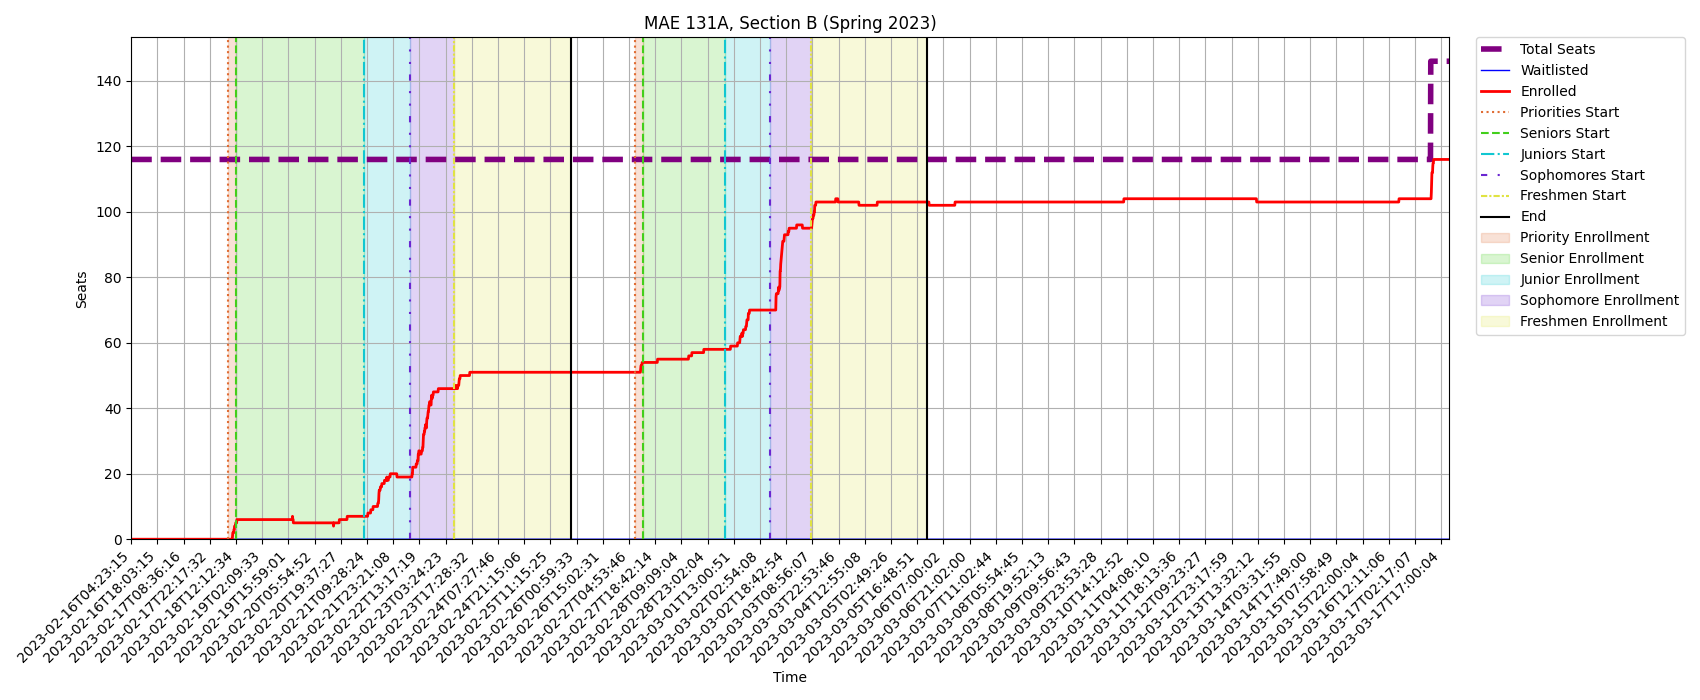 MAE 131A, Section B (Spring 2023)
Seats
140
120
100
80
60
40
20
0
2023-02-16T04:23:15
2023-02-16T18:03:15
2023-02-17T08:36:16
2023-02-17T22:17:32
2023-02-18T12:12:34
2023-02-19T02:09:33
2023-02-19T15:59:01
2023-02-20T05:54:52
2023-02-20T19:37:27
2023-02-21T09:28:24
2023-02-21T23:21:08
2023-02-22T13:17:19
2023-02-23T03:24:23
2023-02-23T17:28:32
2023-02-24T07:27:46
2023-02-24T21:15:06
2023-02-25T11:15:25
2023-02-26T00:59:33
2023-02-26T15:02:31
2023-02-27T04:53:46
2023-02-27T18:42:14
2023-02-28T09:09:04
2023-02-28T23:02:04
2023-03-01T13:00:51
2023-03-02T02:54:08
2023-03-02T18:42:54
2023-03-03T08:56:07
2023-03-03T22:53:46
2023-03-04T12:55:08
2023-03-05T02:49:26
2023-03-05T16:48:51
2023-03-06T07:00:02
2023-03-06T21:02:00
2023-03-07T11:02:44
2023-03-08T05:54:45
2023-03-08T19:52:13
2023-03-09T09:56:43
2023-03-09T23:53:28
2023-03-10T14:12:52
2023-03-11T04:08:10
2023-03-11T18:13:36
2023-03-12T09:23:27
2023-03-12T23:17:59
2023-03-13T13:32:12
2023-03-14T03:31:55
2023-03-14T17:49:00
2023-03-15T07:58:49
2023-03-15T22:00:04
2023-03-16T12:11:06
2023-03-17T02:17:07
2023-03-17T17:00:04
Time
Total Seats
Waitlisted
Enrolled
Priorities Start
Seniors Start
Juniors Start
Sophomores Start
Freshmen Start
End
Priority Enrollment
Senior Enrollment
Junior Enrollment
Sophomore Enrollment
Freshmen Enrollment